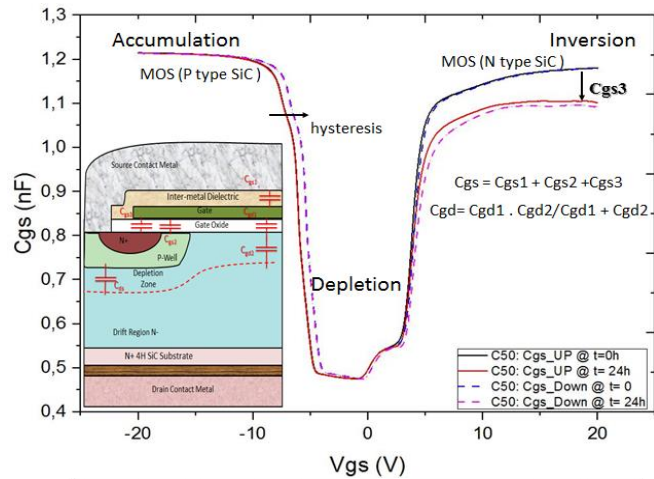 Accumulation
Inversion
MOS (P type SiC )
MOS (N type SiC )
Cgs3
hysteresis
Cgs = Cgs1 + Cgs2 +Cgs3
Cgd= Cgd1 . Cgd2/Cgd1 + Cgd2
Depletion
Source Contact Metal
Inter-metal Dielectric
Gate
Gate Oxide
N+
P-Well
Cgs2
Depletion
Zone
Drift Region N-
N+ 4H SiC Substrate
Drain Contact Metal
C50: Cgs_UP @ t=0h
C50: Cgs_UP @ t= 24h
C50: Cgs_Down @ t= 0
C50: Cgs_Down @ t= 24h
1,3
1,2
1,1
1,0
0,9
0,8
0,7
0,6
0,5
0,4
Cgs (nF)
-20
-10
0
10
20
Vgs (V)